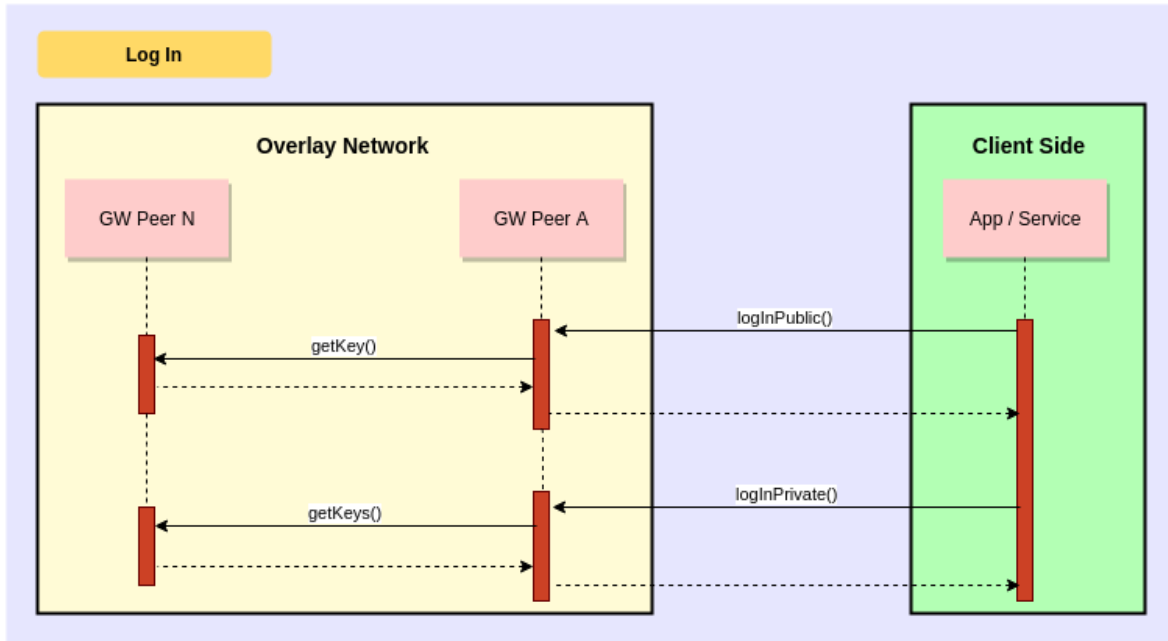 Log In
Overlay Network
Client Side
GW Peer N
GW Peer A
App / Service
logInPublic()
getKey()
logInPrivate()
getKeys()